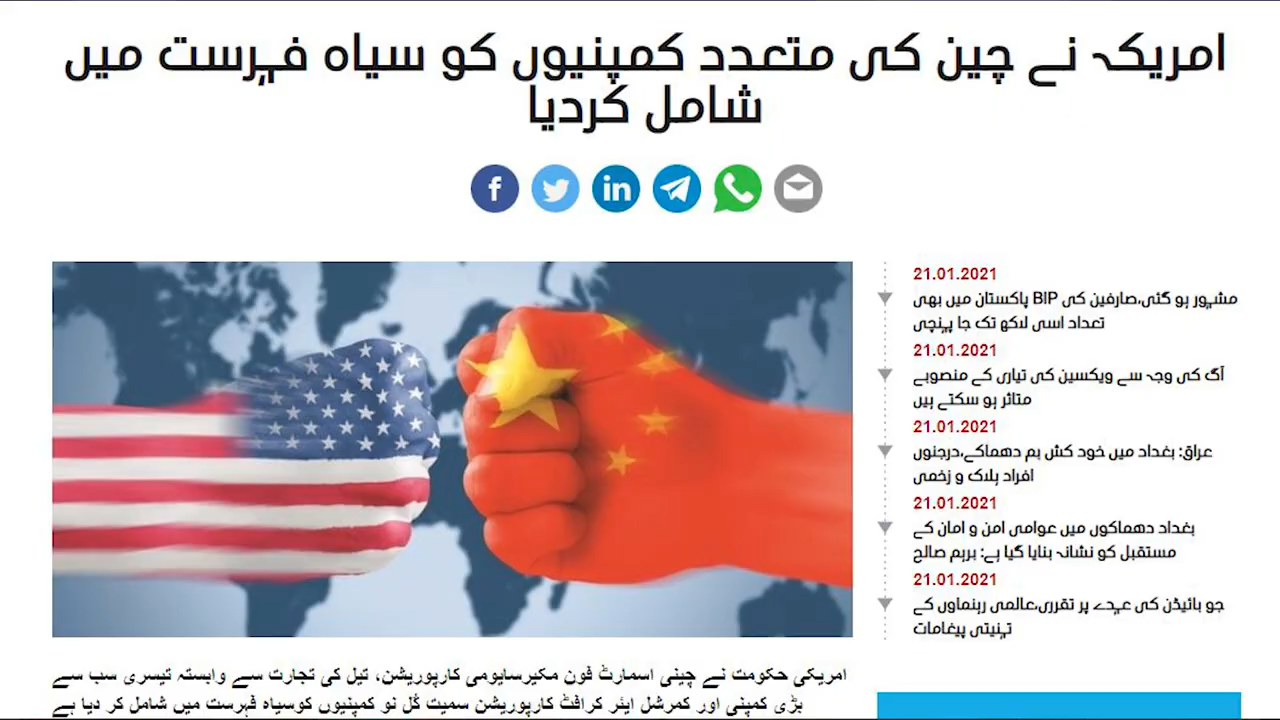 امریکہ نے چین کی متعدد کمپنیوں کو سیاہ فہرست میں
شامل کردیا
21.01.2021
مشہور ہو گئی،صارفین کی BIP پاکستان میں بھی
تعداد اسی لاکھ تک جا پہنچی
21.01.2021
آگ کی وجہ سے ویکسین کی تیاری کے منصوبے
متاثر ہو سکتے ہیں
21.01.2021
عراق: بغداد میں خود کش بم دھماکے،درجنوں
افراد ہلاک و زخمی
21.01.2021
بغداد دھماکوں میں عوامی امن و امان کے
مستقبل کو نشانہ بنایا گیا ہے: برہم صالح
21.01.2021
جو بائیڈن کی عہدے پر تقرری،عالمی رہنماوں کے
تہنیتی پیغامات
امریکی حکومت نے چینی اسمارٹ فون مکیرسایومی کارپوریشن، تیل کی تجارت سے وابستہ تیسری سب سے
بڑی کمپنی اور کمرشل ایئر کرافٹ کارپوریشن سمیت کُل نو کمپنیوں کوسیاہ فہرست میں شامل کر دیا ہے